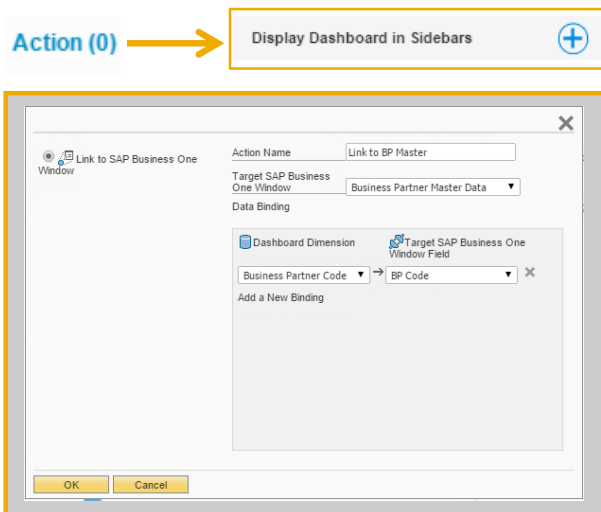 Action (0)
Display Dashboard in Sidebars
Link to SAP Business One
Window
Action Name
Link to BP Master
Target SAP Business
One Window
Business Partner Master Data
Data Binding
Dashboard Dimension
Target SAP Business One
Window Field
Business Partner Code
BP Code
Add a New Binding
OK
Cancel